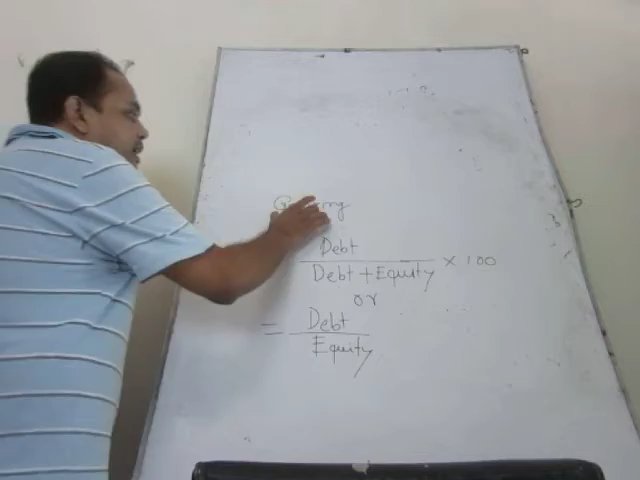 Debt
Debt + Equity × 100
or
= Debt
Equity